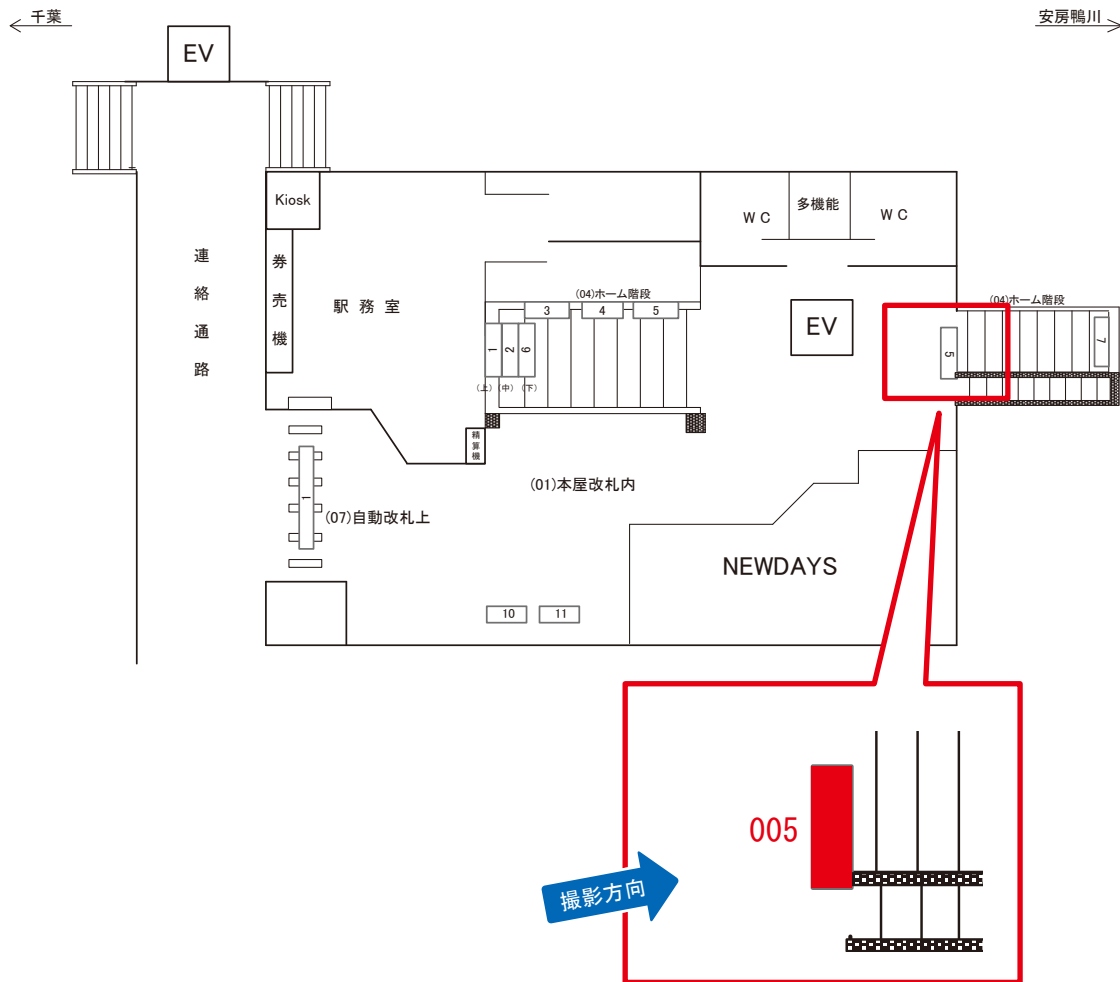 千葉
安房鴨川
EV
Kiosk
券売機
連絡通路
駅務室
WC
多機能
WC
(04)ホーム階段
3
4
5
1
2
6
(上)
(中)
(下)
EV
(04)ホーム階段
5
7
精算機
(01)本屋改札内
1
(07)自動改札上
NEWDAYS
10
11
005
撮影方向